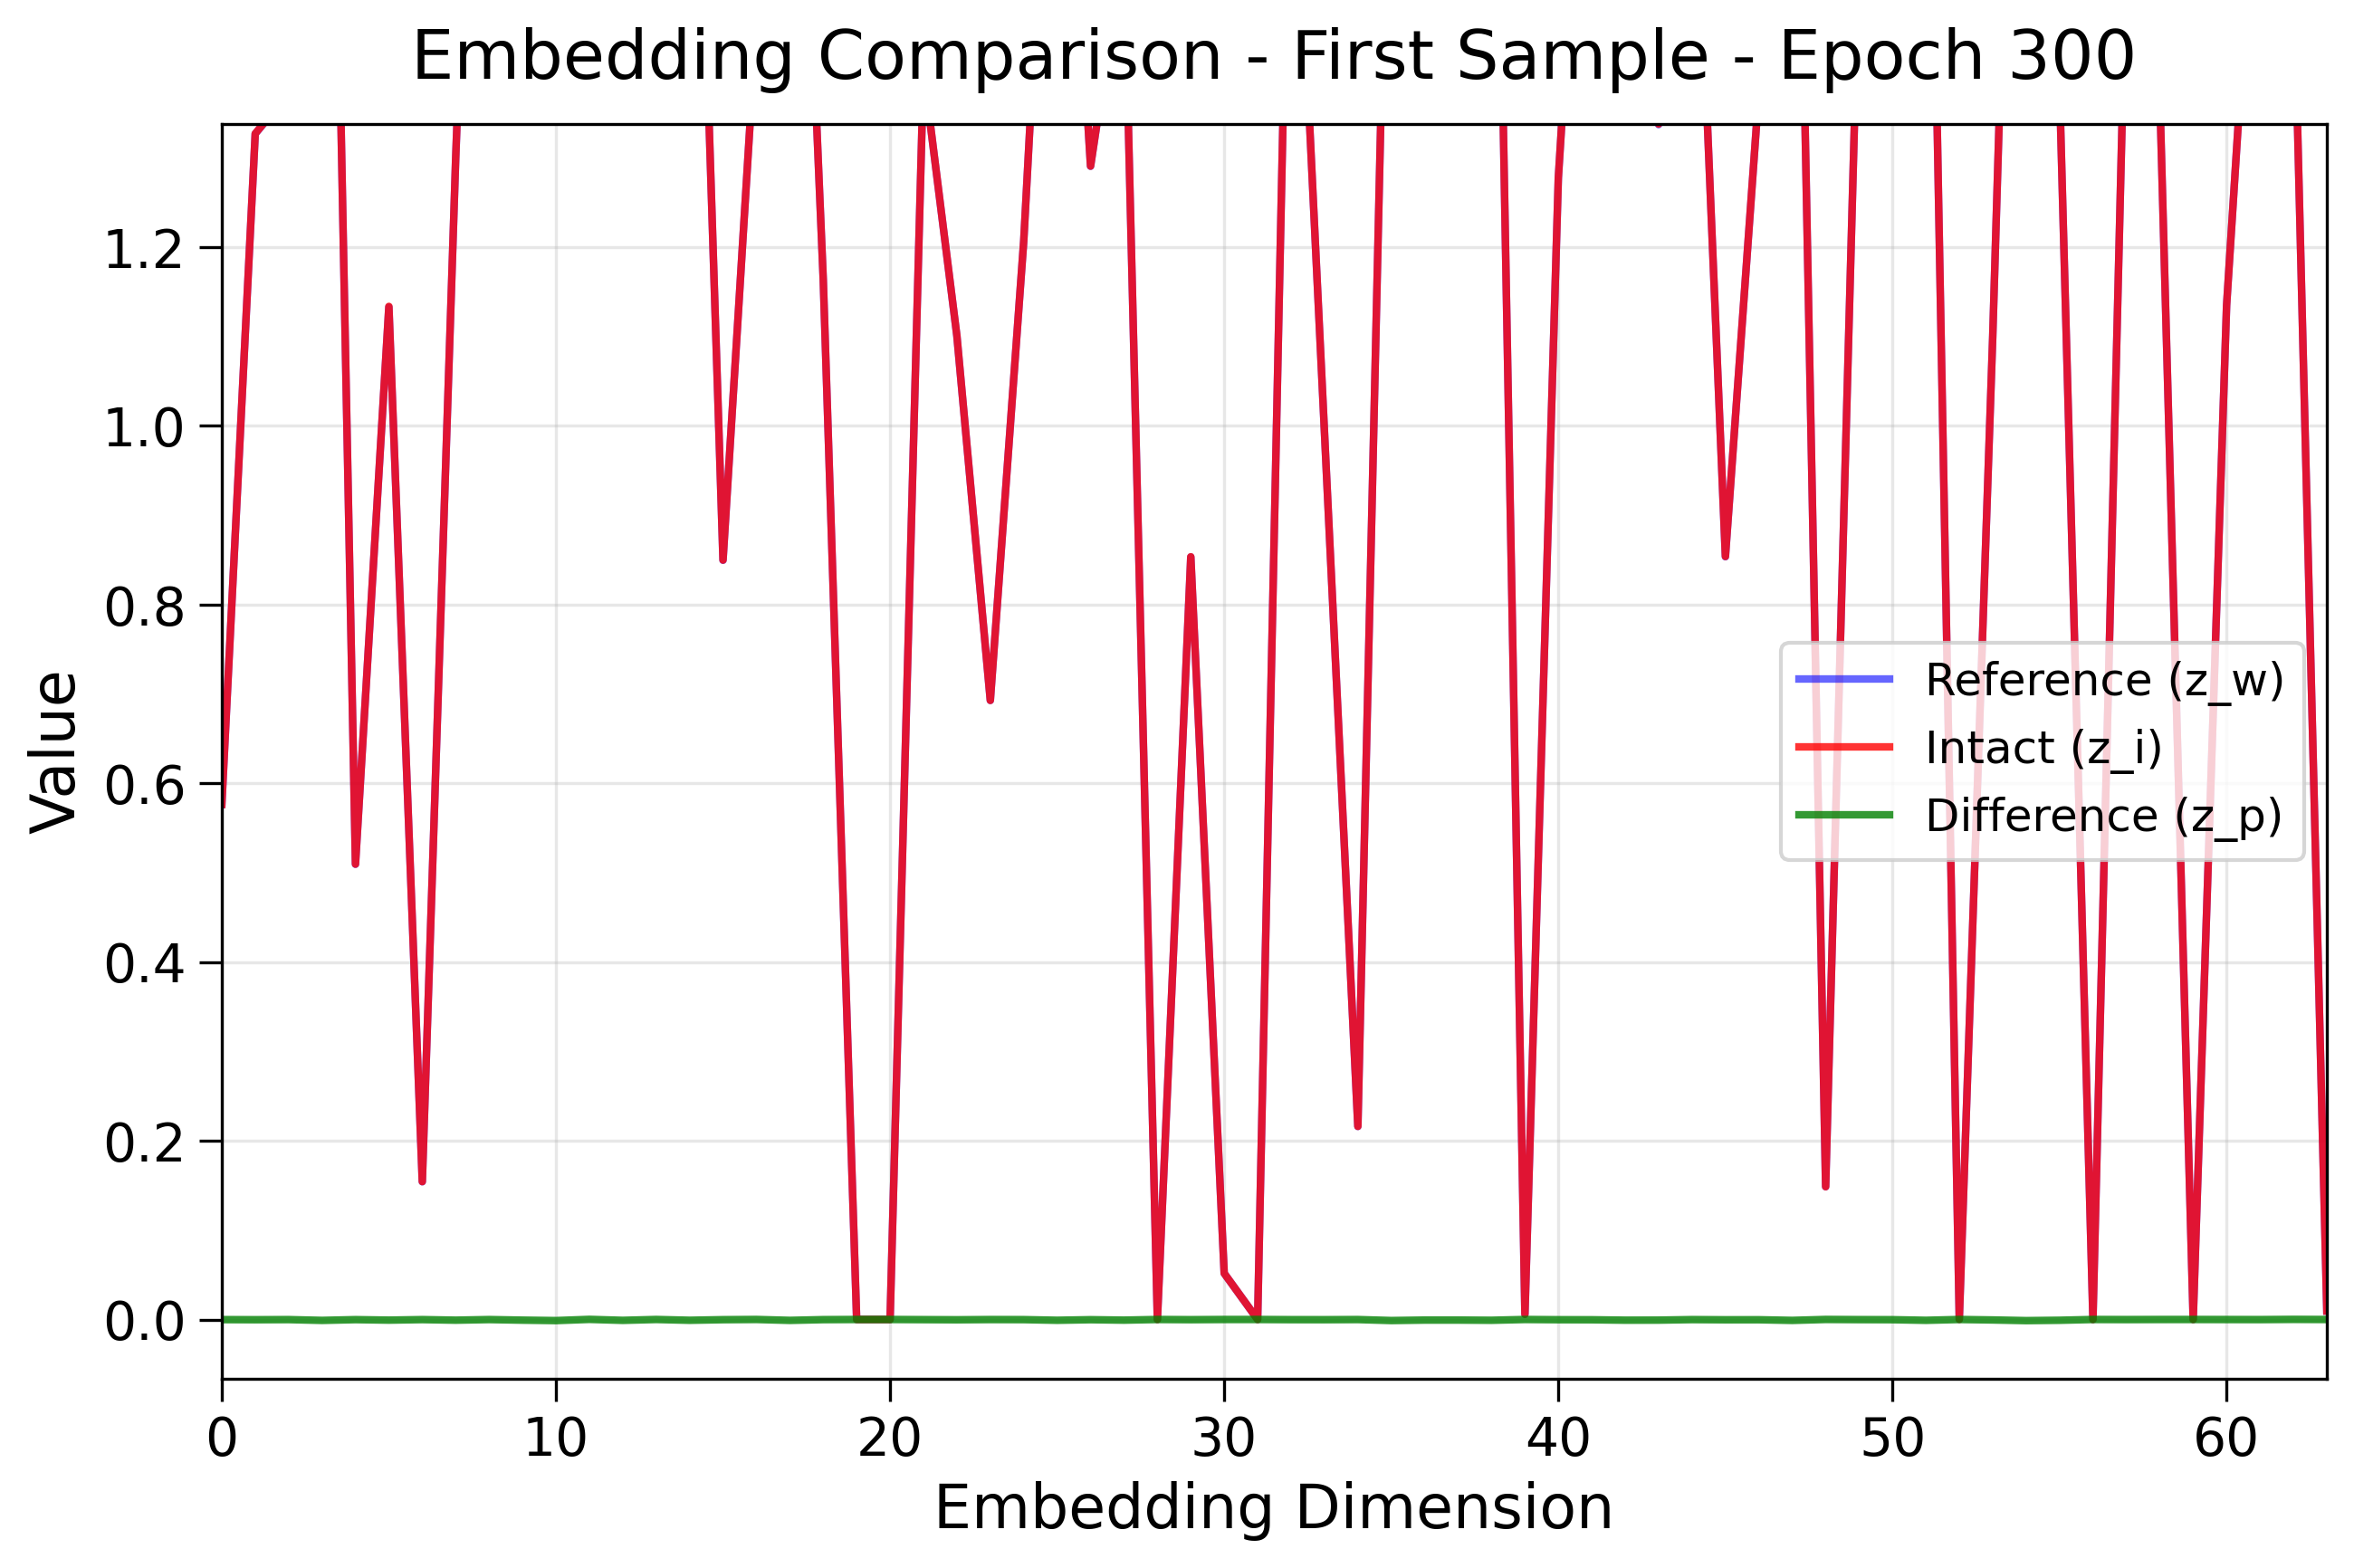 Embedding Comparison - First Sample - Epoch 300
1.2
1.0
0.8
0.6
0.4
0.2
0.0
Value
Reference (z_w)
Intact (z_i)
Difference (z_p)
0 10 20 30 40 50 60
Embedding Dimension